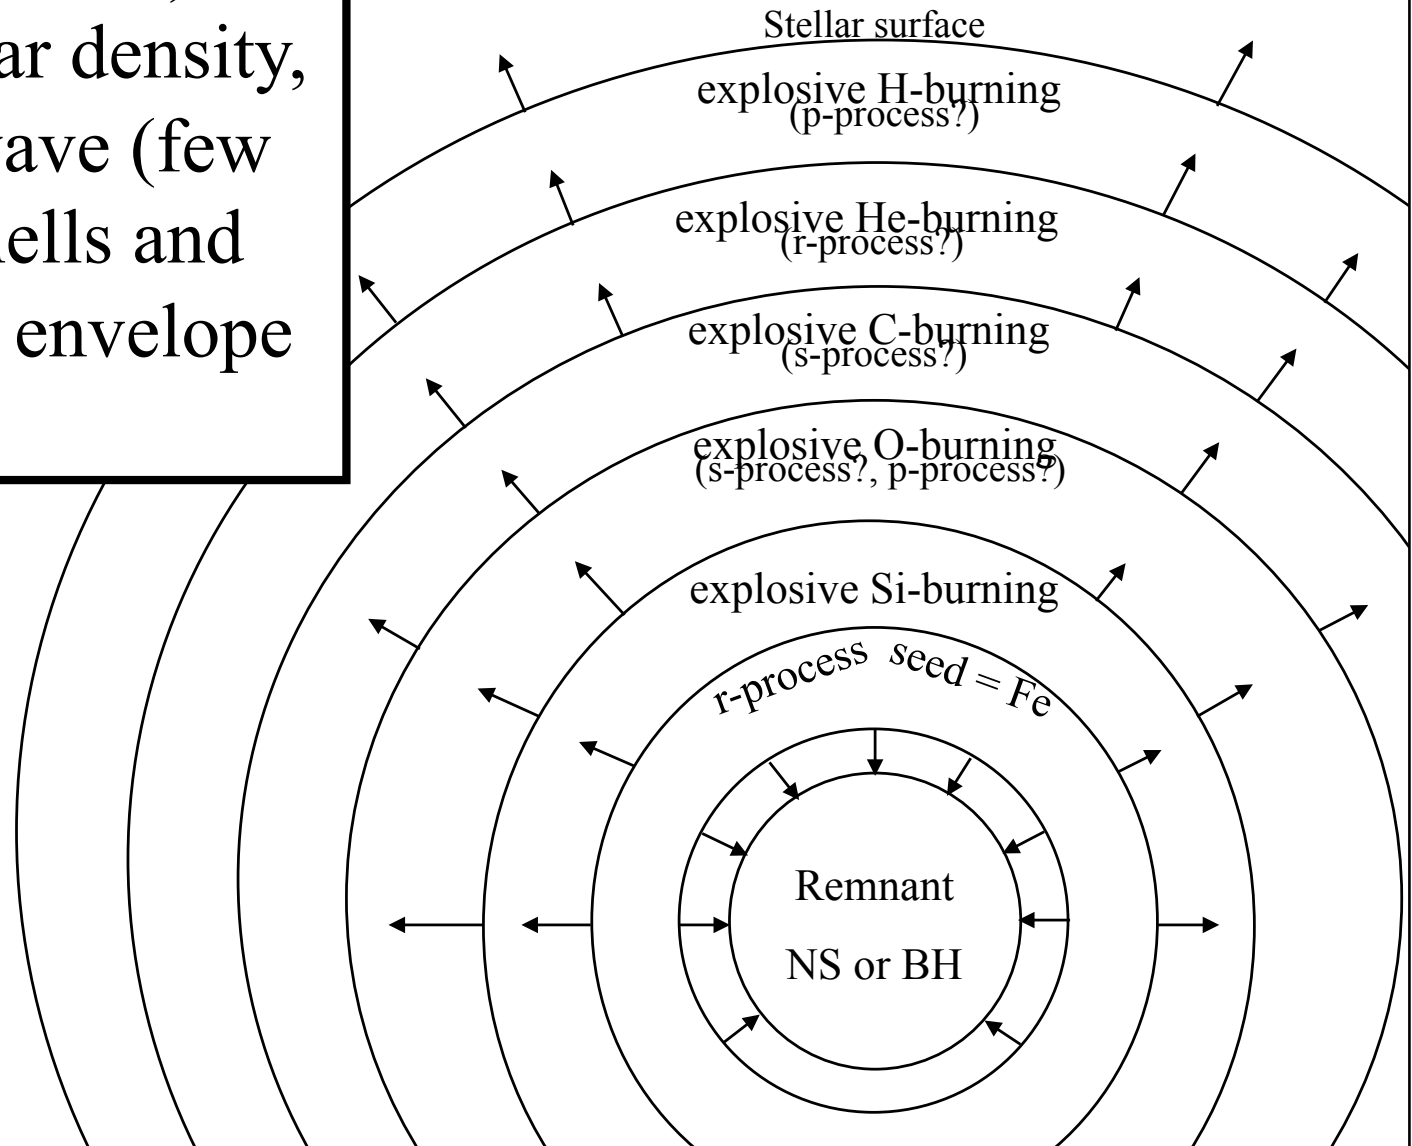 ar density,
wave (few
ells and
envelope
Stellar surface
explosive H-burning
(p-process?)
explosive He-burning
(r-process?)
explosive C-burning
(s-process?)
explosive O-burning
(s-process?, p-process?)
explosive Si-burning
r-process seed = Fe
Remnant
NS or BH